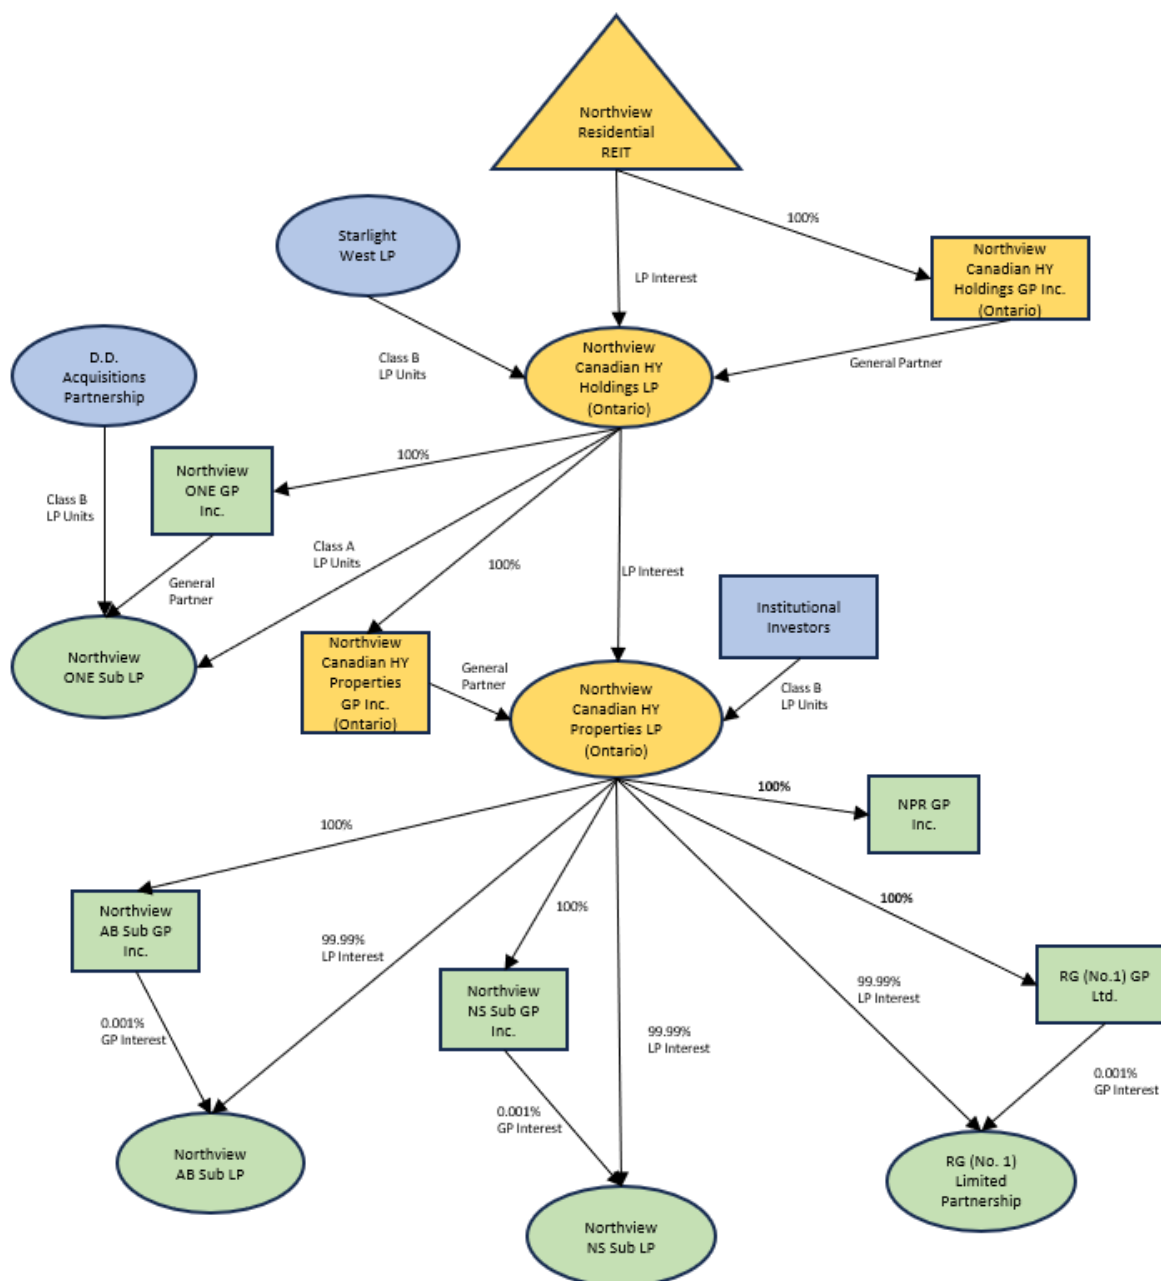 Northview
Residential
REIT
Starlight
West LP
100%
Northview
Canadian HY
Holdings GP Inc.
(Ontario)
LP Interest
D.D.
Acquisitions
Partnership
Class B
LP Units
Northview
Canadian HY
Holdings LP
(Ontario)
General Partner
Northview
ONE GP
Inc.
100%
Class B
LP Units
Class A
LP Units
100%
LP Interest
General
Partner
Institutional
Investors
Northview
ONE Sub LP
Northview
Canadian HY
Properties
GP Inc.
(Ontario)
General
Partner
Northview
Canadian HY
Properties LP
(Ontario)
Class B
LP Units
100%
NPR GP
Inc.
100%
100%
100%
Northview
AB Sub GP
Inc.
99.99%
LP Interest
Northview
NS Sub GP
Inc.
99.99%
LP Interest
RG (No.1) GP
Ltd.
0.001%
GP Interest
99.99%
LP Interest
0.001%
GP Interest
0.001%
GP Interest
Northview
AB Sub LP
RG (No. 1)
Limited
Partnership
Northview
NS Sub LP